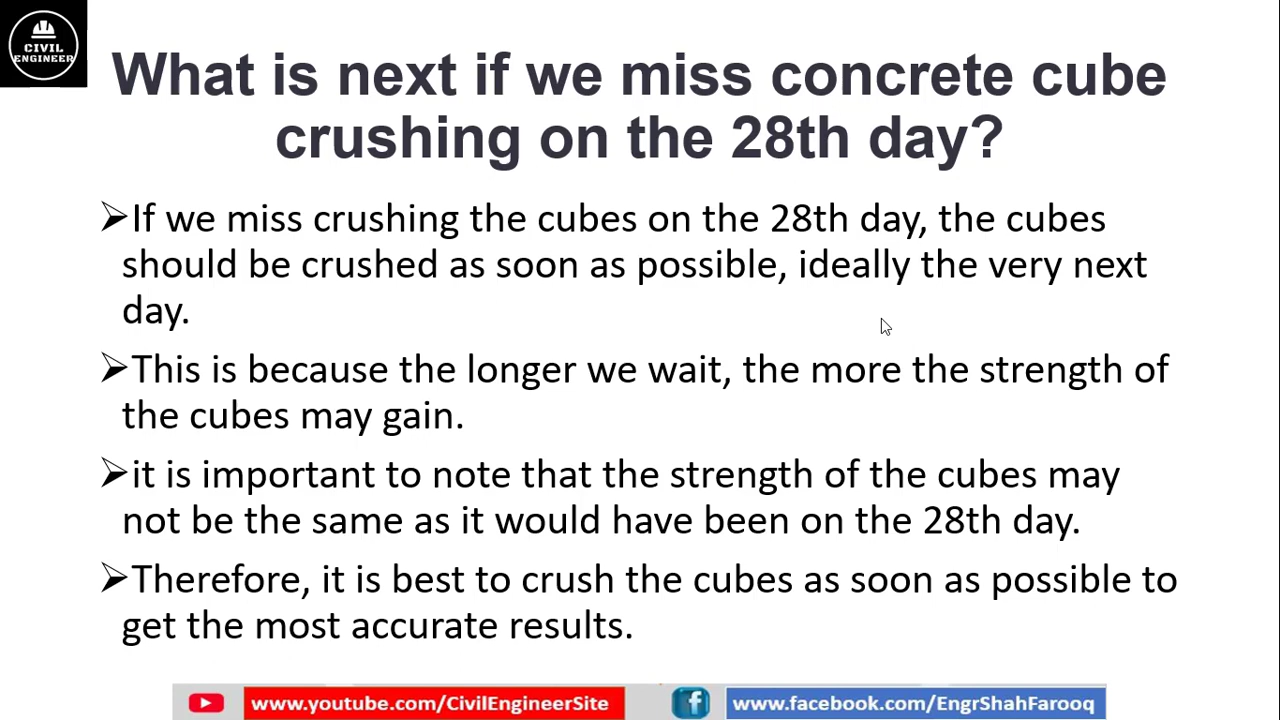 CIVIL
ENGINEER
What is next if we miss concrete cube
crushing on the 28th day?
➢If we miss crushing the cubes on the 28th day, the cubes
should be crushed as soon as possible, ideally the very next
day.
➢This is because the longer we wait, the more the strength of
the cubes may gain.
➢it is important to note that the strength of the cubes may
not be the same as it would have been on the 28th day.
➢Therefore, it is best to crush the cubes as soon as possible to
get the most accurate results.
www.youtube.com/CivilEngineerSite
www.facebook.com/EngrShahFarooq